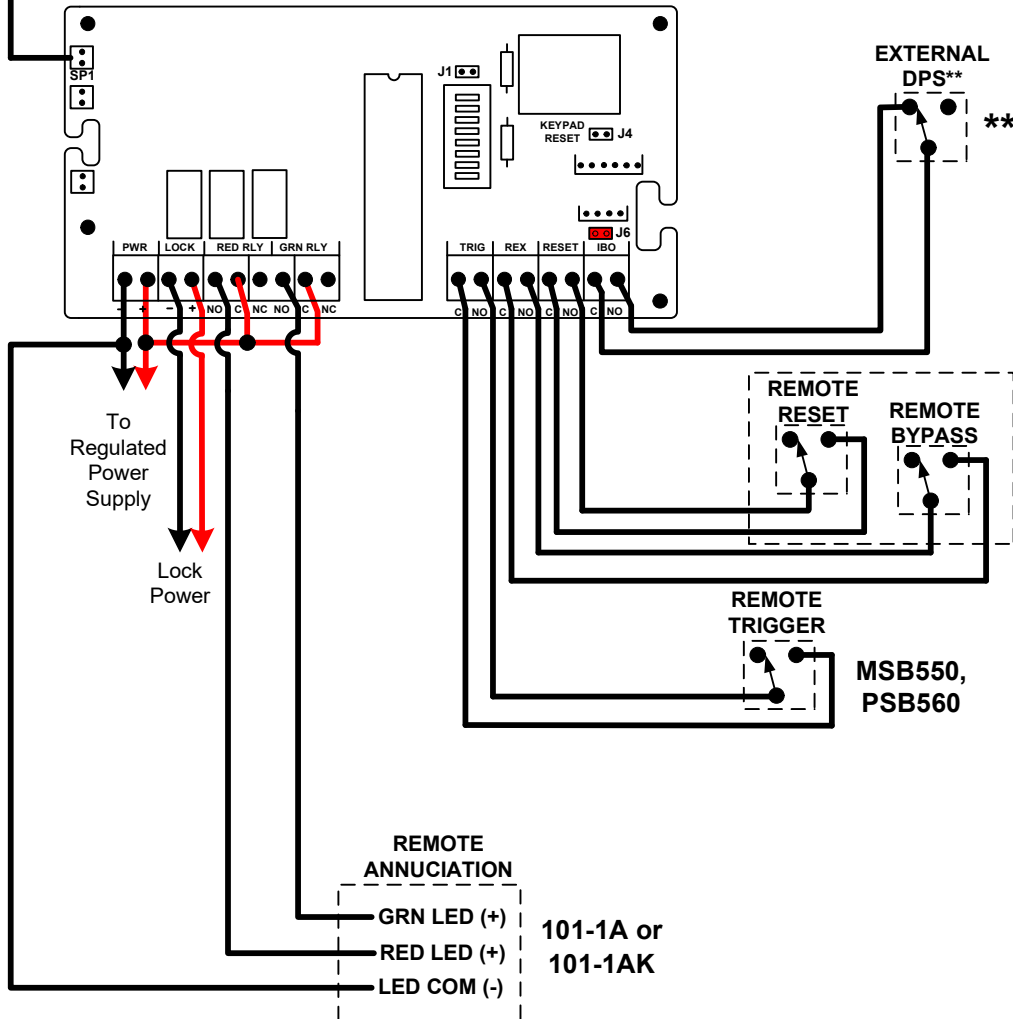 SP1
J1
KEYPAD
RESET
J4
J6
PWR LOCK RED RLY GRN RLY
- + - + NO C NC NO C NC
TRIG REX RESET IBO
C NO C NO C NO C NO
EXTERNAL
DPS**
**
To
Regulated
Power
Supply
Lock
Power
REMOTE
RESET
REMOTE
BYPASS
REMOTE
TRIGGER
MSB550,
PSB560
REMOTE
ANNUCIATION
GRN LED (+)
RED LED (+)
LED COM (-)
101-1A or
101-1AK